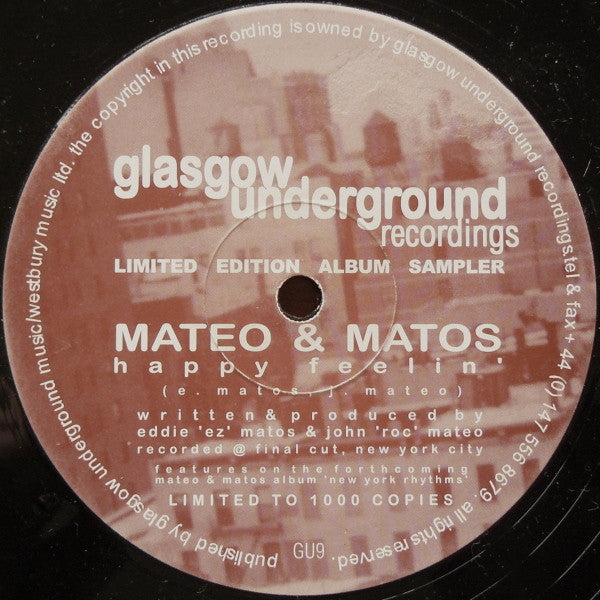 glasgow
underground
recordings
LIMITED EDITION ALBUM SAMPLER
MATEO & MATOS
happy feelin'
(e. matos, j. mateo)
written & produced by
eddie 'ez' matos & john 'roc' mateo
recorded @ final cut, new york city
features on the forthcoming
mateo & matos album 'new york rhythms'
LIMITED TO 1000 COPIES
GU9
published by glasgow underground music/westbury music ltd. the copyright in this recording is owned by glasgow underground recordings.tel & fax + 44 (0) 147 556 8679. all rights reserved.